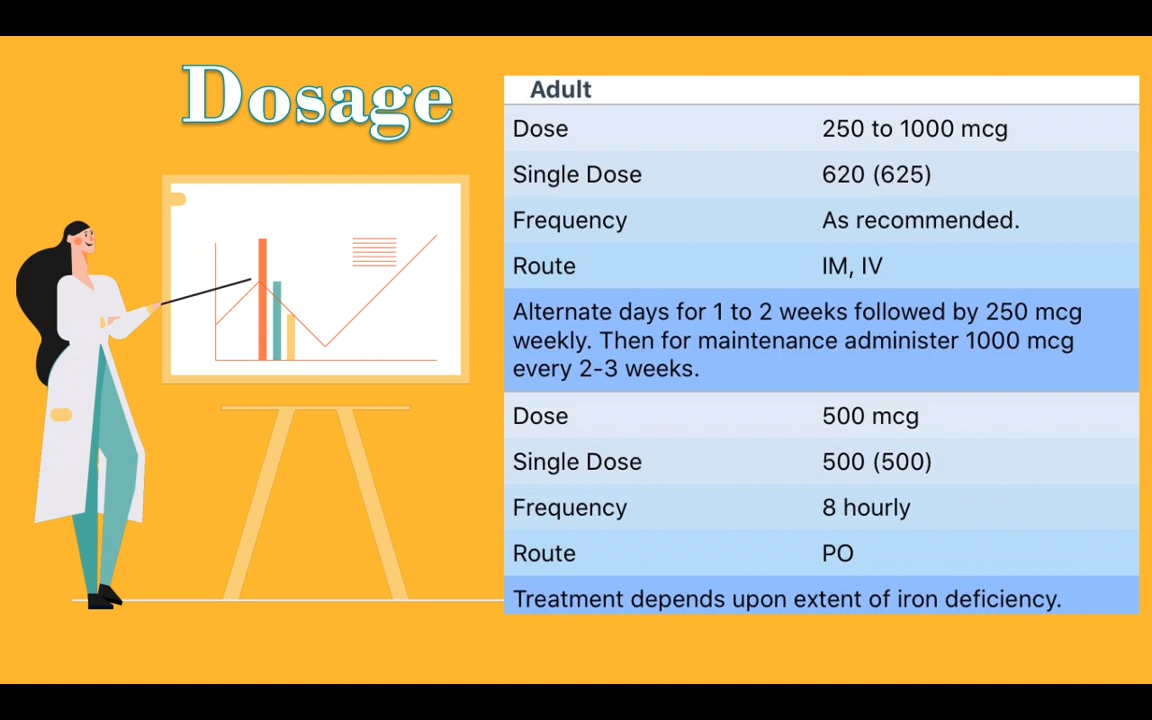 Dosage
Adult
Dose 250 to 1000 mcg
Single Dose 620 (625)
Frequency As recommended.
Route IM, IV
Alternate days for 1 to 2 weeks followed by 250 mcg
weekly. Then for maintenance administer 1000 mcg
every 2-3 weeks.
Dose 500 mcg
Single Dose 500 (500)
Frequency 8 hourly
Route PO
Treatment depends upon extent of iron deficiency.